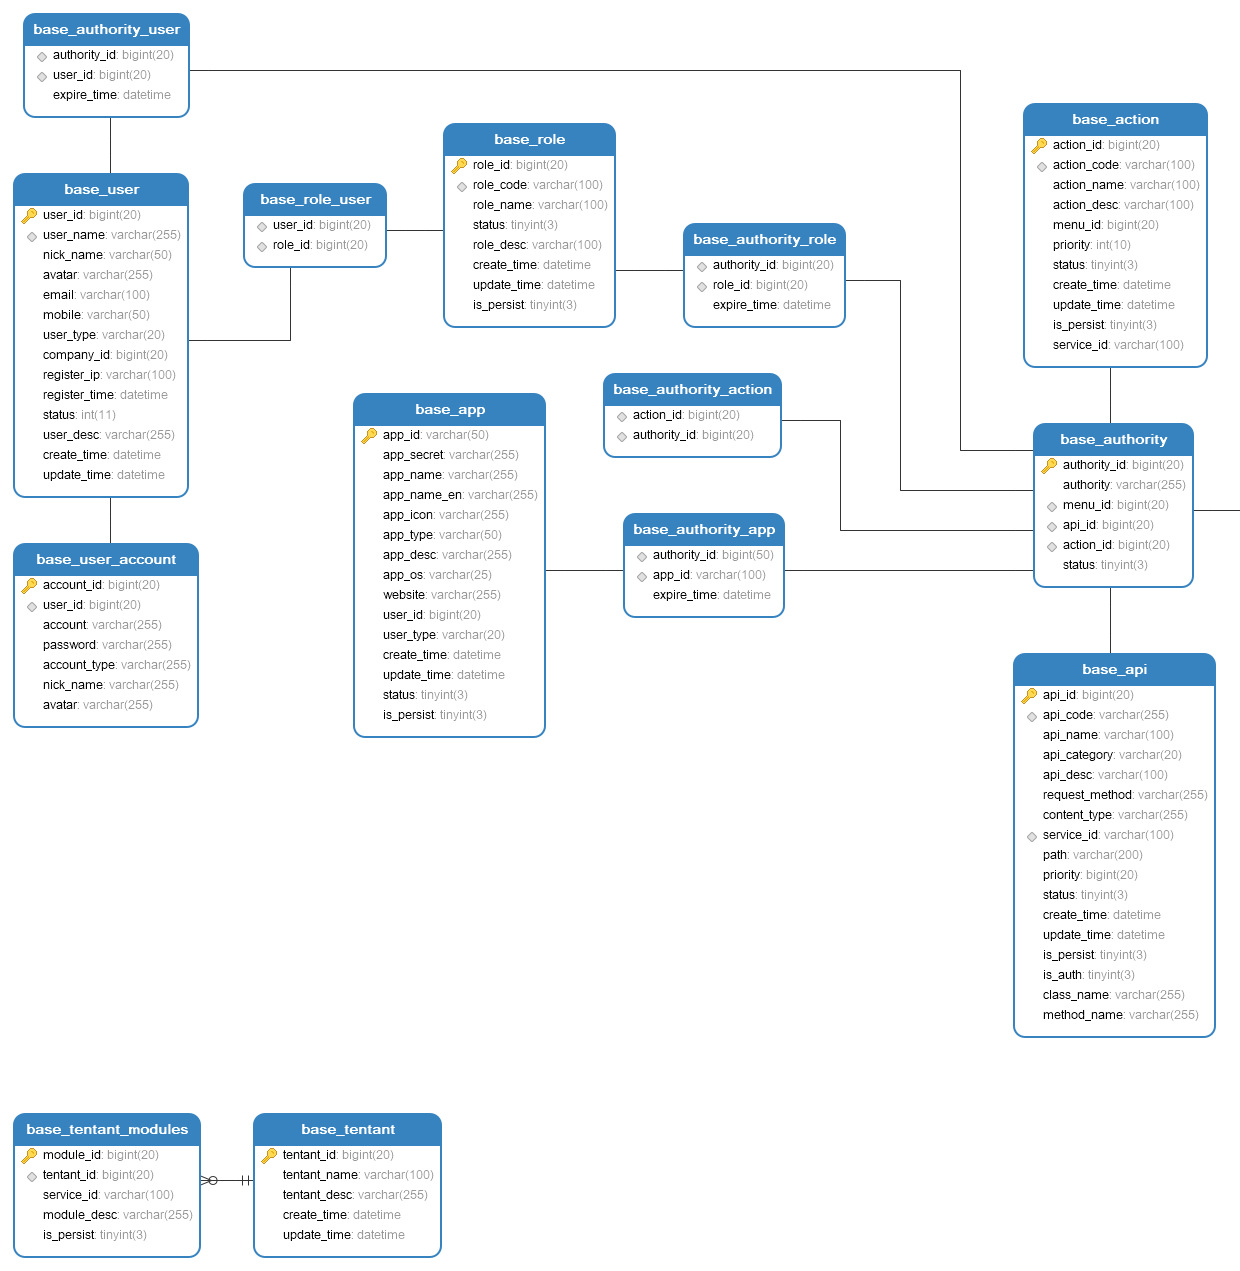 base_authority_user
authority_id: bigint(20)
user_id: bigint(20)
expire_time: datetime
base_user
user_id: bigint(20)
user_name: varchar(255)
nick_name: varchar(50)
avatar: varchar(255)
email: varchar(100)
mobile: varchar(50)
user_type: varchar(20)
company_id: bigint(20)
register_ip: varchar(100)
register_time: datetime
status: int(11)
user_desc: varchar(255)
create_time: datetime
update_time: datetime
base_user_account
account_id: bigint(20)
user_id: bigint(20)
account: varchar(255)
password: varchar(255)
account_type: varchar(255)
nick_name: varchar(255)
avatar: varchar(255)
base_role_user
user_id: bigint(20)
role_id: bigint(20)
base_role
role_id: bigint(20)
role_code: varchar(100)
role_name: varchar(100)
status: tinyint(3)
role_desc: varchar(100)
create_time: datetime
update_time: datetime
is_persist: tinyint(3)
base_authority_role
authority_id: bigint(20)
role_id: bigint(20)
expire_time: datetime
base_app
app_id: varchar(50)
app_secret: varchar(255)
app_name: varchar(255)
app_name_en: varchar(255)
app_icon: varchar(255)
app_type: varchar(50)
app_desc: varchar(255)
app_os: varchar(25)
website: varchar(255)
user_id: bigint(20)
user_type: varchar(20)
create_time: datetime
update_time: datetime
status: tinyint(3)
is_persist: tinyint(3)
base_authority_action
action_id: bigint(20)
authority_id: bigint(20)
base_authority_app
authority_id: bigint(50)
app_id: varchar(100)
expire_time: datetime
base_action
action_id: bigint(20)
action_code: varchar(100)
action_name: varchar(100)
action_desc: varchar(100)
menu_id: bigint(20)
priority: int(10)
status: tinyint(3)
create_time: datetime
update_time: datetime
is_persist: tinyint(3)
service_id: varchar(100)
base_authority
authority_id: bigint(20)
authority: varchar(255)
menu_id: bigint(20)
api_id: bigint(20)
action_id: bigint(20)
status: tinyint(3)
base_api
api_id: bigint(20)
api_code: varchar(255)
api_name: varchar(100)
api_category: varchar(20)
api_desc: varchar(100)
request_method: varchar(255)
content_type: varchar(255)
service_id: varchar(100)
path: varchar(200)
priority: bigint(20)
status: tinyint(3)
create_time: datetime
update_time: datetime
is_persist: tinyint(3)
is_auth: tinyint(3)
class_name: varchar(255)
method_name: varchar(255)
base_tentant_modules
module_id: bigint(20)
tentant_id: bigint(20)
service_id: varchar(100)
module_desc: varchar(255)
is_persist: tinyint(3)
base_tentant
tentant_id: bigint(20)
tentant_name: varchar(100)
tentant_desc: varchar(255)
create_time: datetime
update_time: datetime